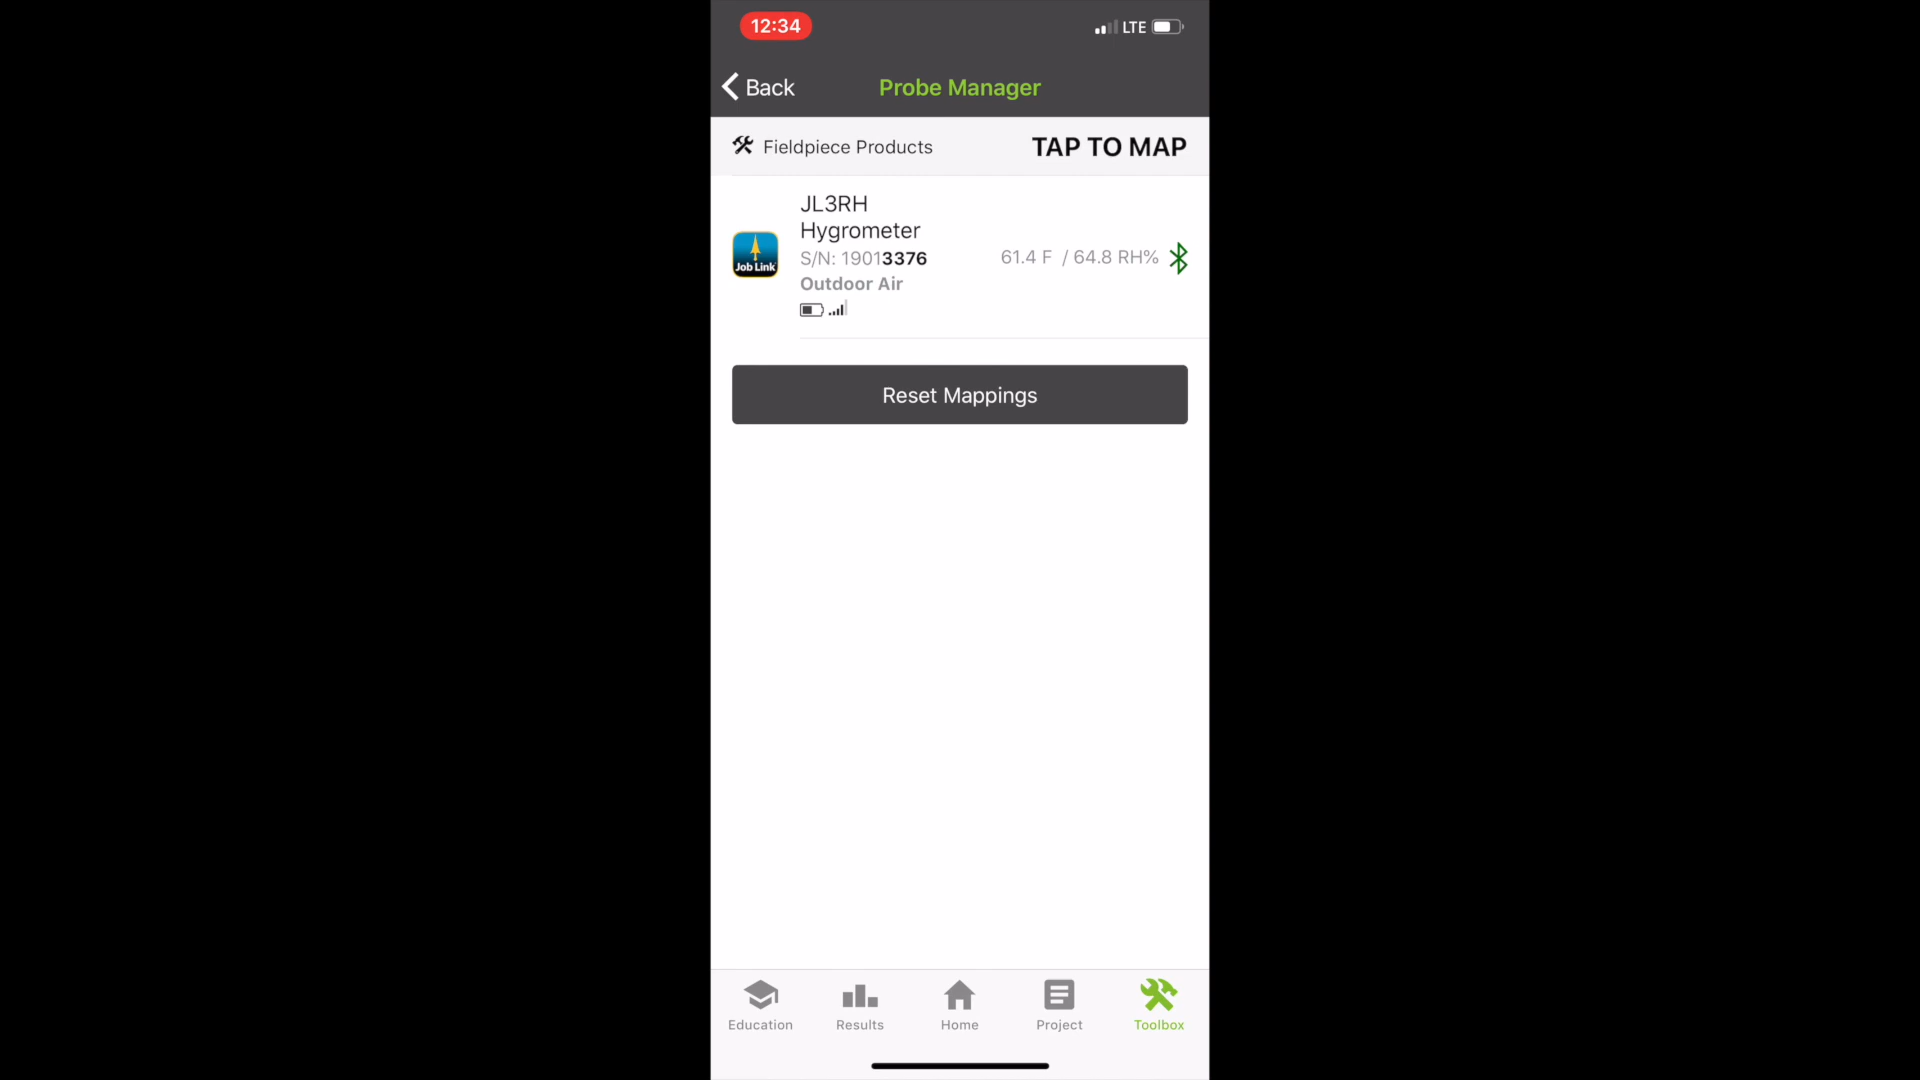 12:34
LTE
Back
Probe Manager
Fieldpiece Products
TAP TO MAP
JL3RH
Hygrometer
S/N: 19013376
Outdoor Air
Job Link
61.4 F / 64.8 RH%
Reset Mappings
Education
Results
Home
Project
Toolbox